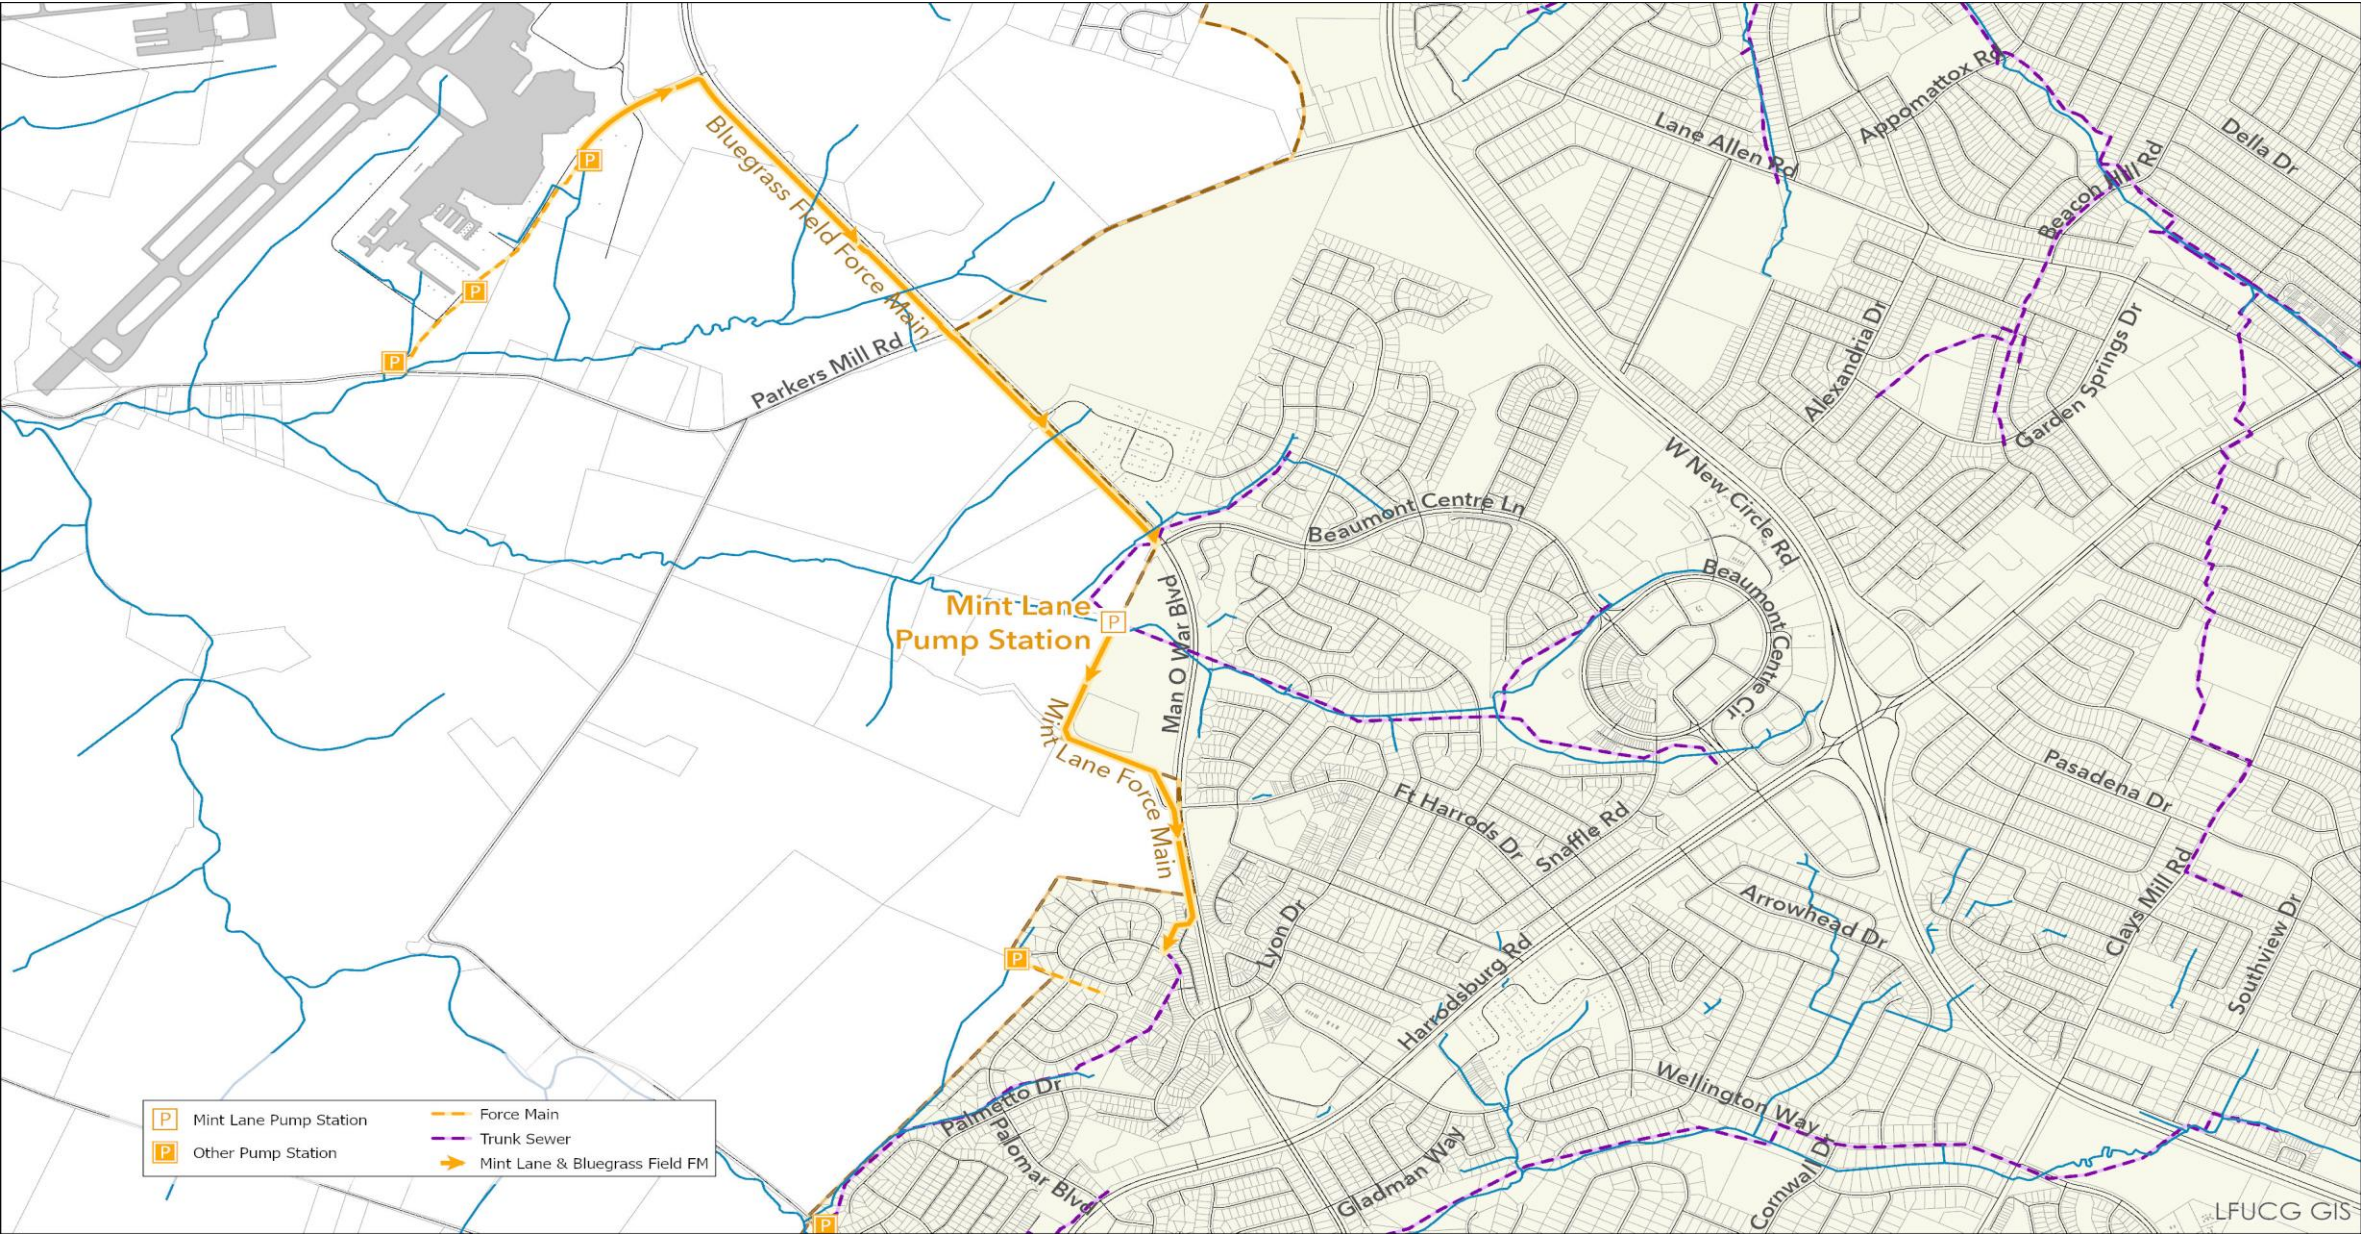 Appomattox Rd
Lane Allen Rd
Della Dr
Beacon Hill Rd
Bluegrass Field Force Main
P
P
P
Parkers Mill Rd
Alexandria Dr
Garden Springs Dr
W New Circle Rd
Beaumont Centre Ln
Beaumont Centre Cir
Man O War Blvd
Mint Lane
Pump Station
P
Mint Lane Force Main
Ft Harrods Dr
Snaffle Rd
Pasadena Dr
Clays Mill Rd
Arrowhead Dr
Southview Dr
Lyon Dr
Harrodsburg Rd
P
Palmetto Dr
Palomar Blvd
Wellington Way
Gladman Way
Cornwall Dr
P
P Mint Lane Pump Station
P Other Pump Station
Force Main
Trunk Sewer
Mint Lane & Bluegrass Field FM
LFUCG GIS